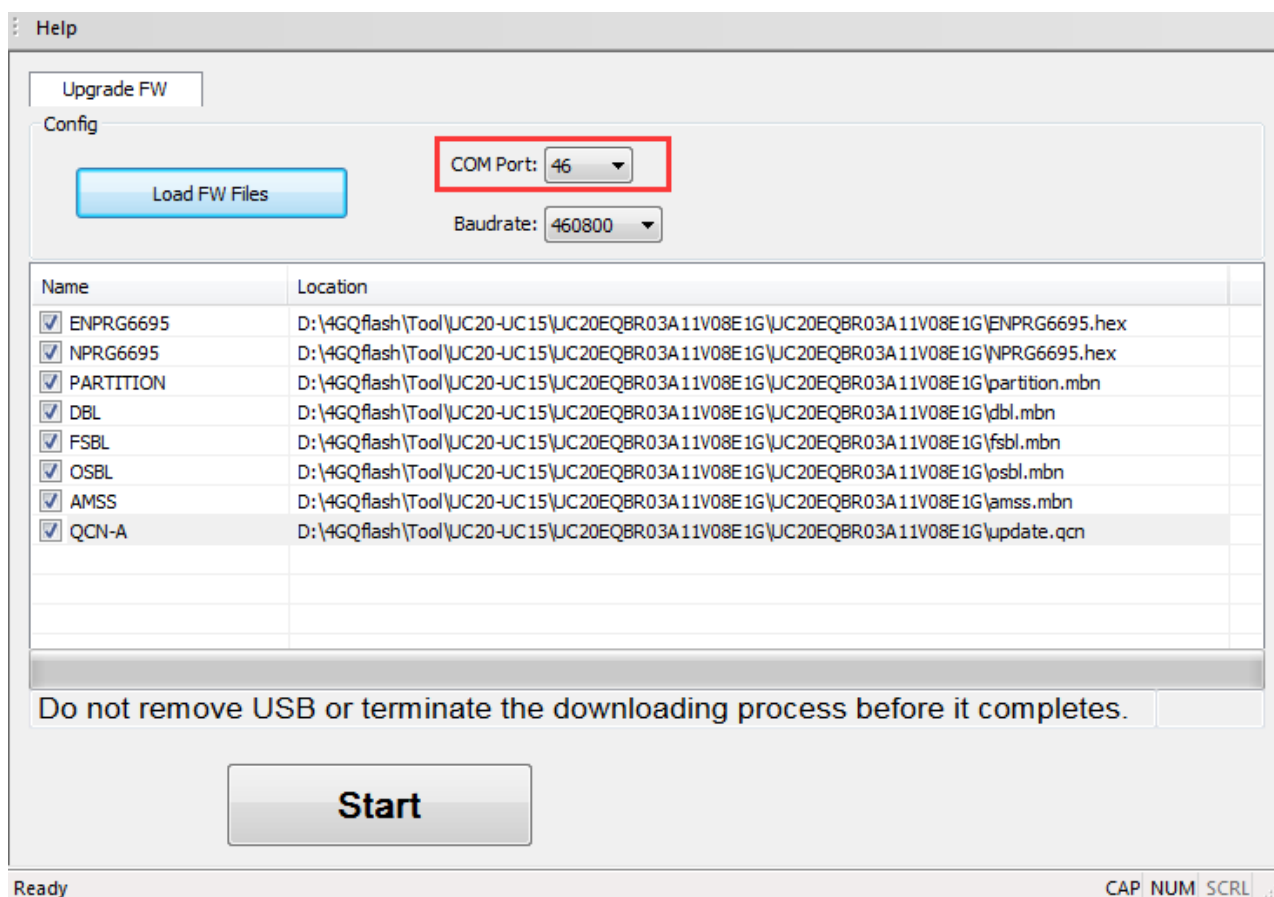 Help
Upgrade FW
Config
Load FW Files
COM Port: 46
Baudrate: 460800
Name Location
ENPRG6695 D:\4GQflash\Tool\UC20-UC15\UC20EQBR03A11V08E1G\UC20EQBR03A11V08E1G\ENPRG6695.hex
NPRG6695 D:\4GQflash\Tool\UC20-UC15\UC20EQBR03A11V08E1G\UC20EQBR03A11V08E1G\NPRG6695.hex
PARTITION D:\4GQflash\Tool\UC20-UC15\UC20EQBR03A11V08E1G\UC20EQBR03A11V08E1G\partition.mbn
DBL D:\4GQflash\Tool\UC20-UC15\UC20EQBR03A11V08E1G\UC20EQBR03A11V08E1G\dbl.mbn
FSBL D:\4GQflash\Tool\UC20-UC15\UC20EQBR03A11V08E1G\UC20EQBR03A11V08E1G\fsbl.mbn
OSBL D:\4GQflash\Tool\UC20-UC15\UC20EQBR03A11V08E1G\UC20EQBR03A11V08E1G\osbl.mbn
AMSS D:\4GQflash\Tool\UC20-UC15\UC20EQBR03A11V08E1G\UC20EQBR03A11V08E1G\amss.mbn
QCN-A D:\4GQflash\Tool\UC20-UC15\UC20EQBR03A11V08E1G\UC20EQBR03A11V08E1G\update.qcn
Do not remove USB or terminate the downloading process before it completes.
Start
Ready CAP NUM SCRL